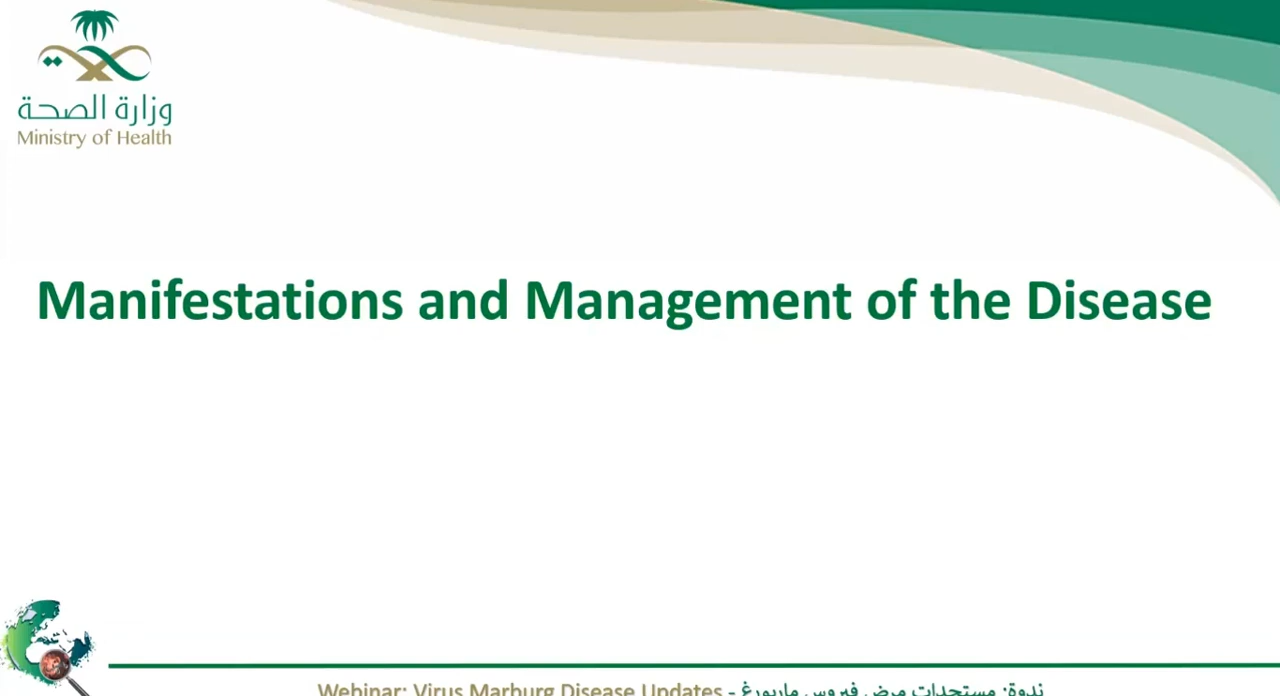 وزارة الصحة
Ministry of Health
Manifestations and Management of the Disease
Webinar: Virus Marburg Disease Updates - ندوة: مستجدات مرض فيروس ماربورغ